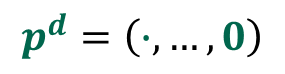 p^d = (·, …, 0)